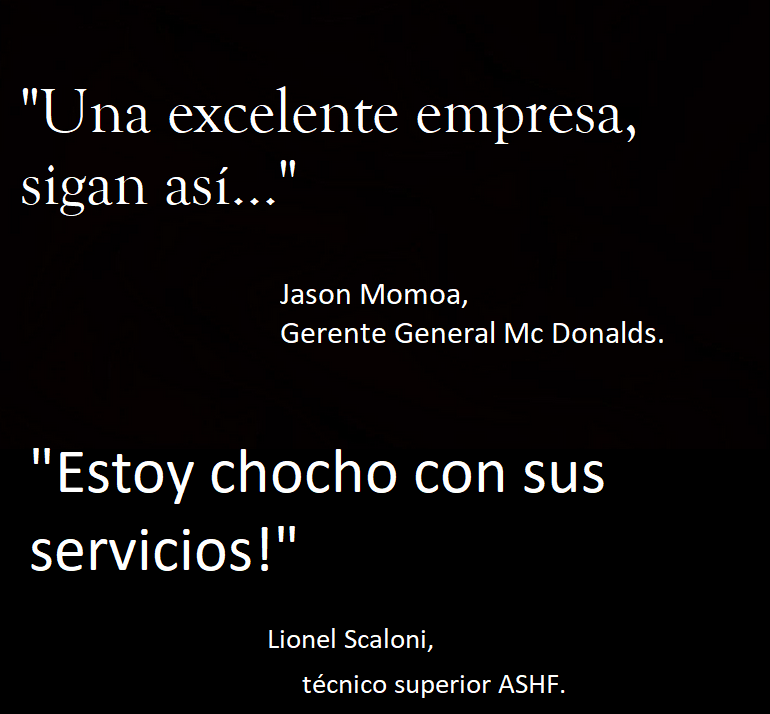 "Una excelente empresa,
sigan así..."
Jason Momoa,
Gerente General Mc Donalds.
"Estoy chocho con sus
servicios!"
Lionel Scaloni,
técnico superior ASHF.